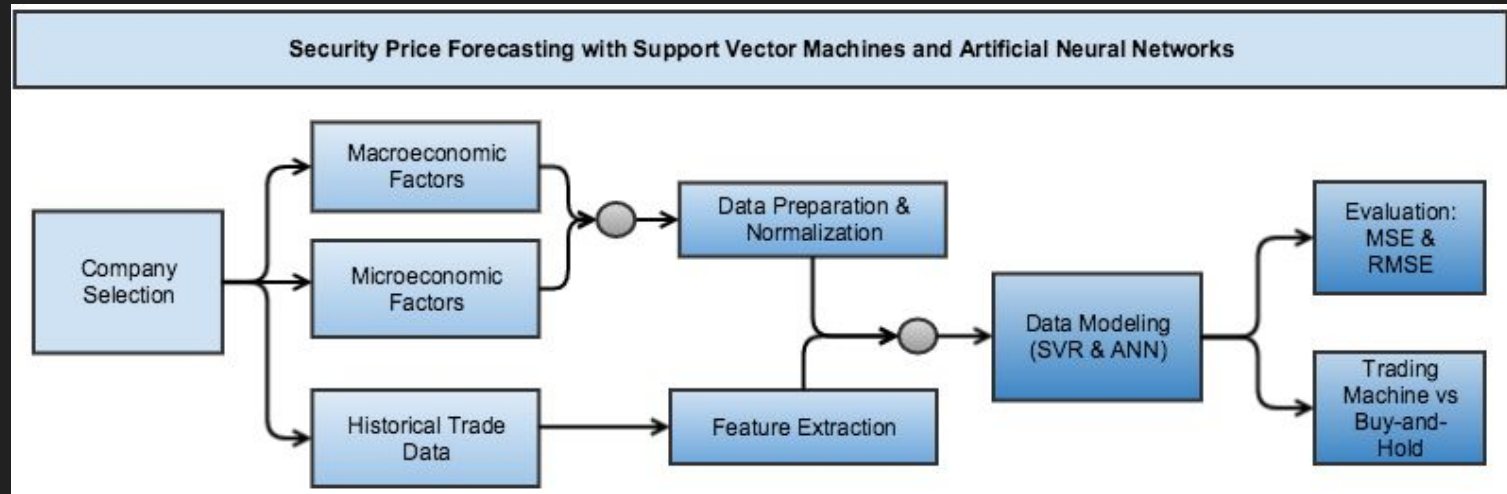 Security Price Forecasting with Support Vector Machines and Artificial Neural Networks
Company
Selection
Macroeconomic
Factors
Microeconomic
Factors
Historical Trade
Data
Data Preparation &
Normalization
Feature Extraction
Data Modeling
(SVR & ANN)
Evaluation:
MSE &
RMSE
Trading
Machine vs
Buy-and-
Hold